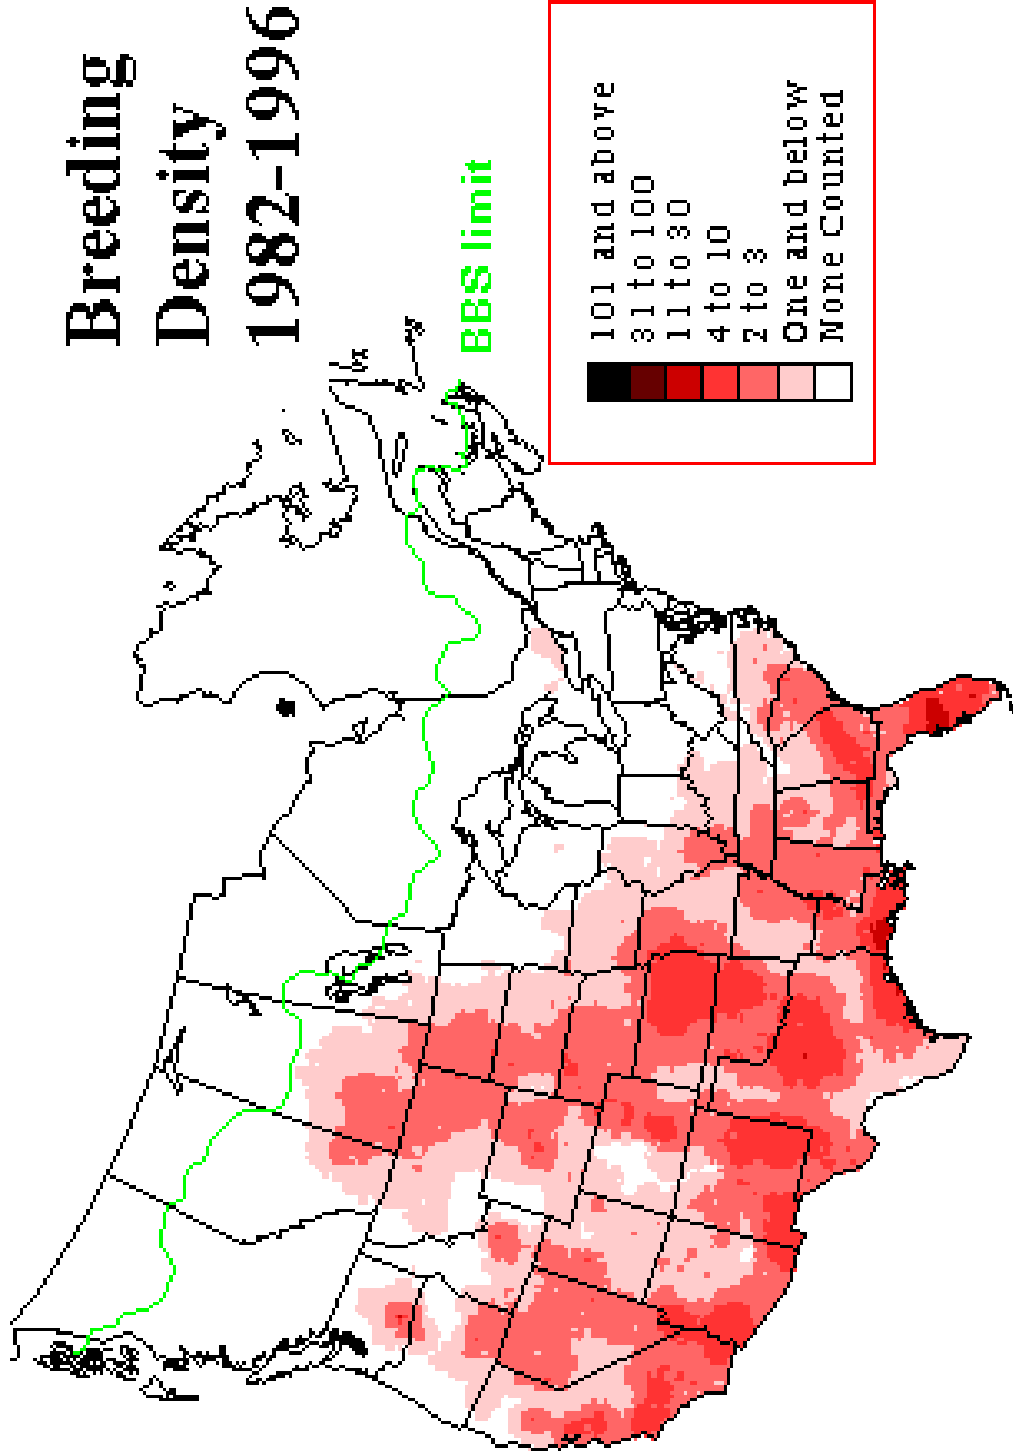 Breeding
Density
1982-1996
BBS limit
101 and above
31 to 100
11 to 30
4 to 10
2 to 3
One and below
None Counted